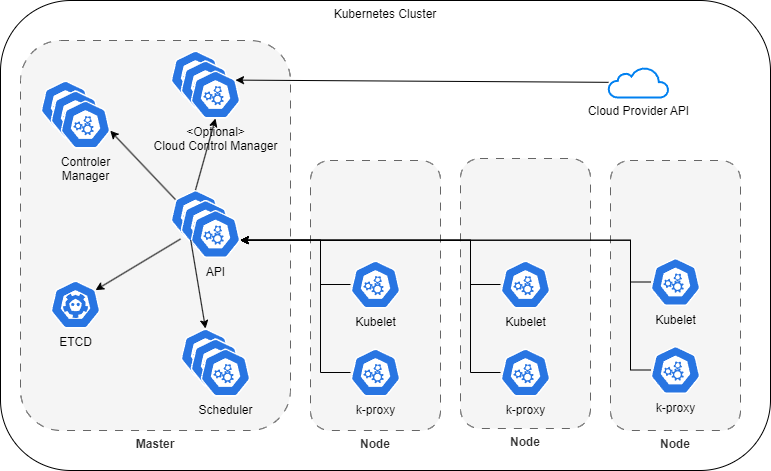 Kubernetes Cluster
<Optional>
Cloud Control Manager
Cloud Provider API
Controler
Manager
API
ETCD
Scheduler
Kubelet
Kubelet
Kubelet
k-proxy
k-proxy
k-proxy
Master
Node
Node
Node